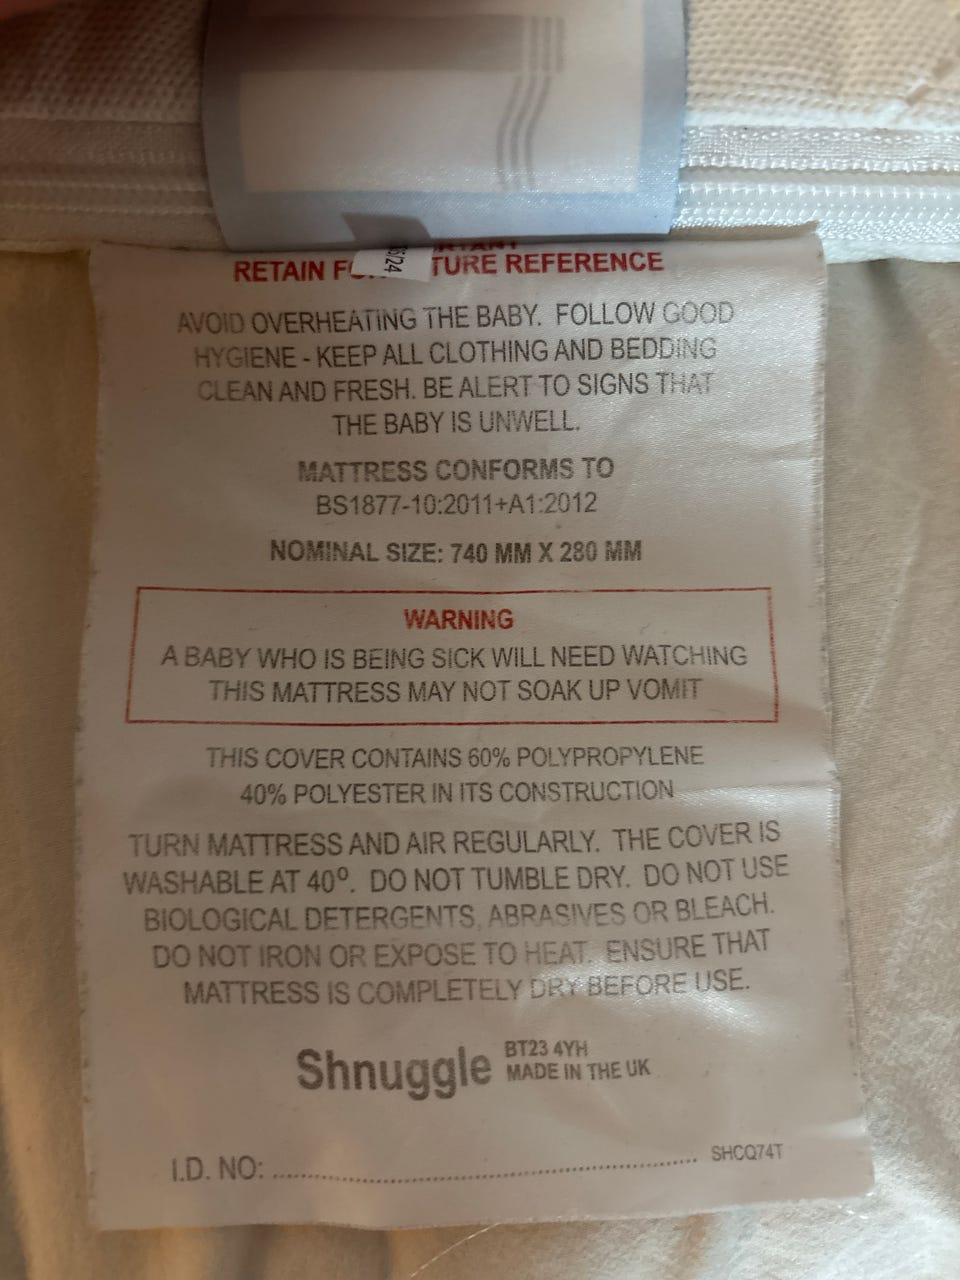 RETAIN TURE REFERENCE
AVOID OVERHEATING THE BABY. FOLLOW GOOD
HYGIENE - KEEP ALL CLOTHING AND BEDDING
CLEAN AND FRESH. BE ALERT TO SIGNS THAT
THE BABY IS UNWELL.
MATTRESS CONFORMS TO
BS1877-10:2011+A1:2012
NOMINAL SIZE: 740 MM X 280 MM
WARNING
A BABY WHO IS BEING SICK WILL NEED WATCHING
THIS MATTRESS MAY NOT SOAK UP VOMIT
THIS COVER CONTAINS 60% POLYPROPYLENE
40% POLYESTER IN ITS CONSTRUCTION
TURN MATTRESS AND AIR REGULARLY. THE COVER IS
WASHABLE AT 40º. DO NOT TUMBLE DRY. DO NOT USE
BIOLOGICAL DETERGENTS, ABRASIVES OR BLEACH.
DO NOT IRON OR EXPOSE TO HEAT. ENSURE THAT
MATTRESS IS COMPLETELY DRY BEFORE USE.
Shnuggle BT23 4YH
MADE IN THE UK
I.D. NO: ........................................ SHCQ74T